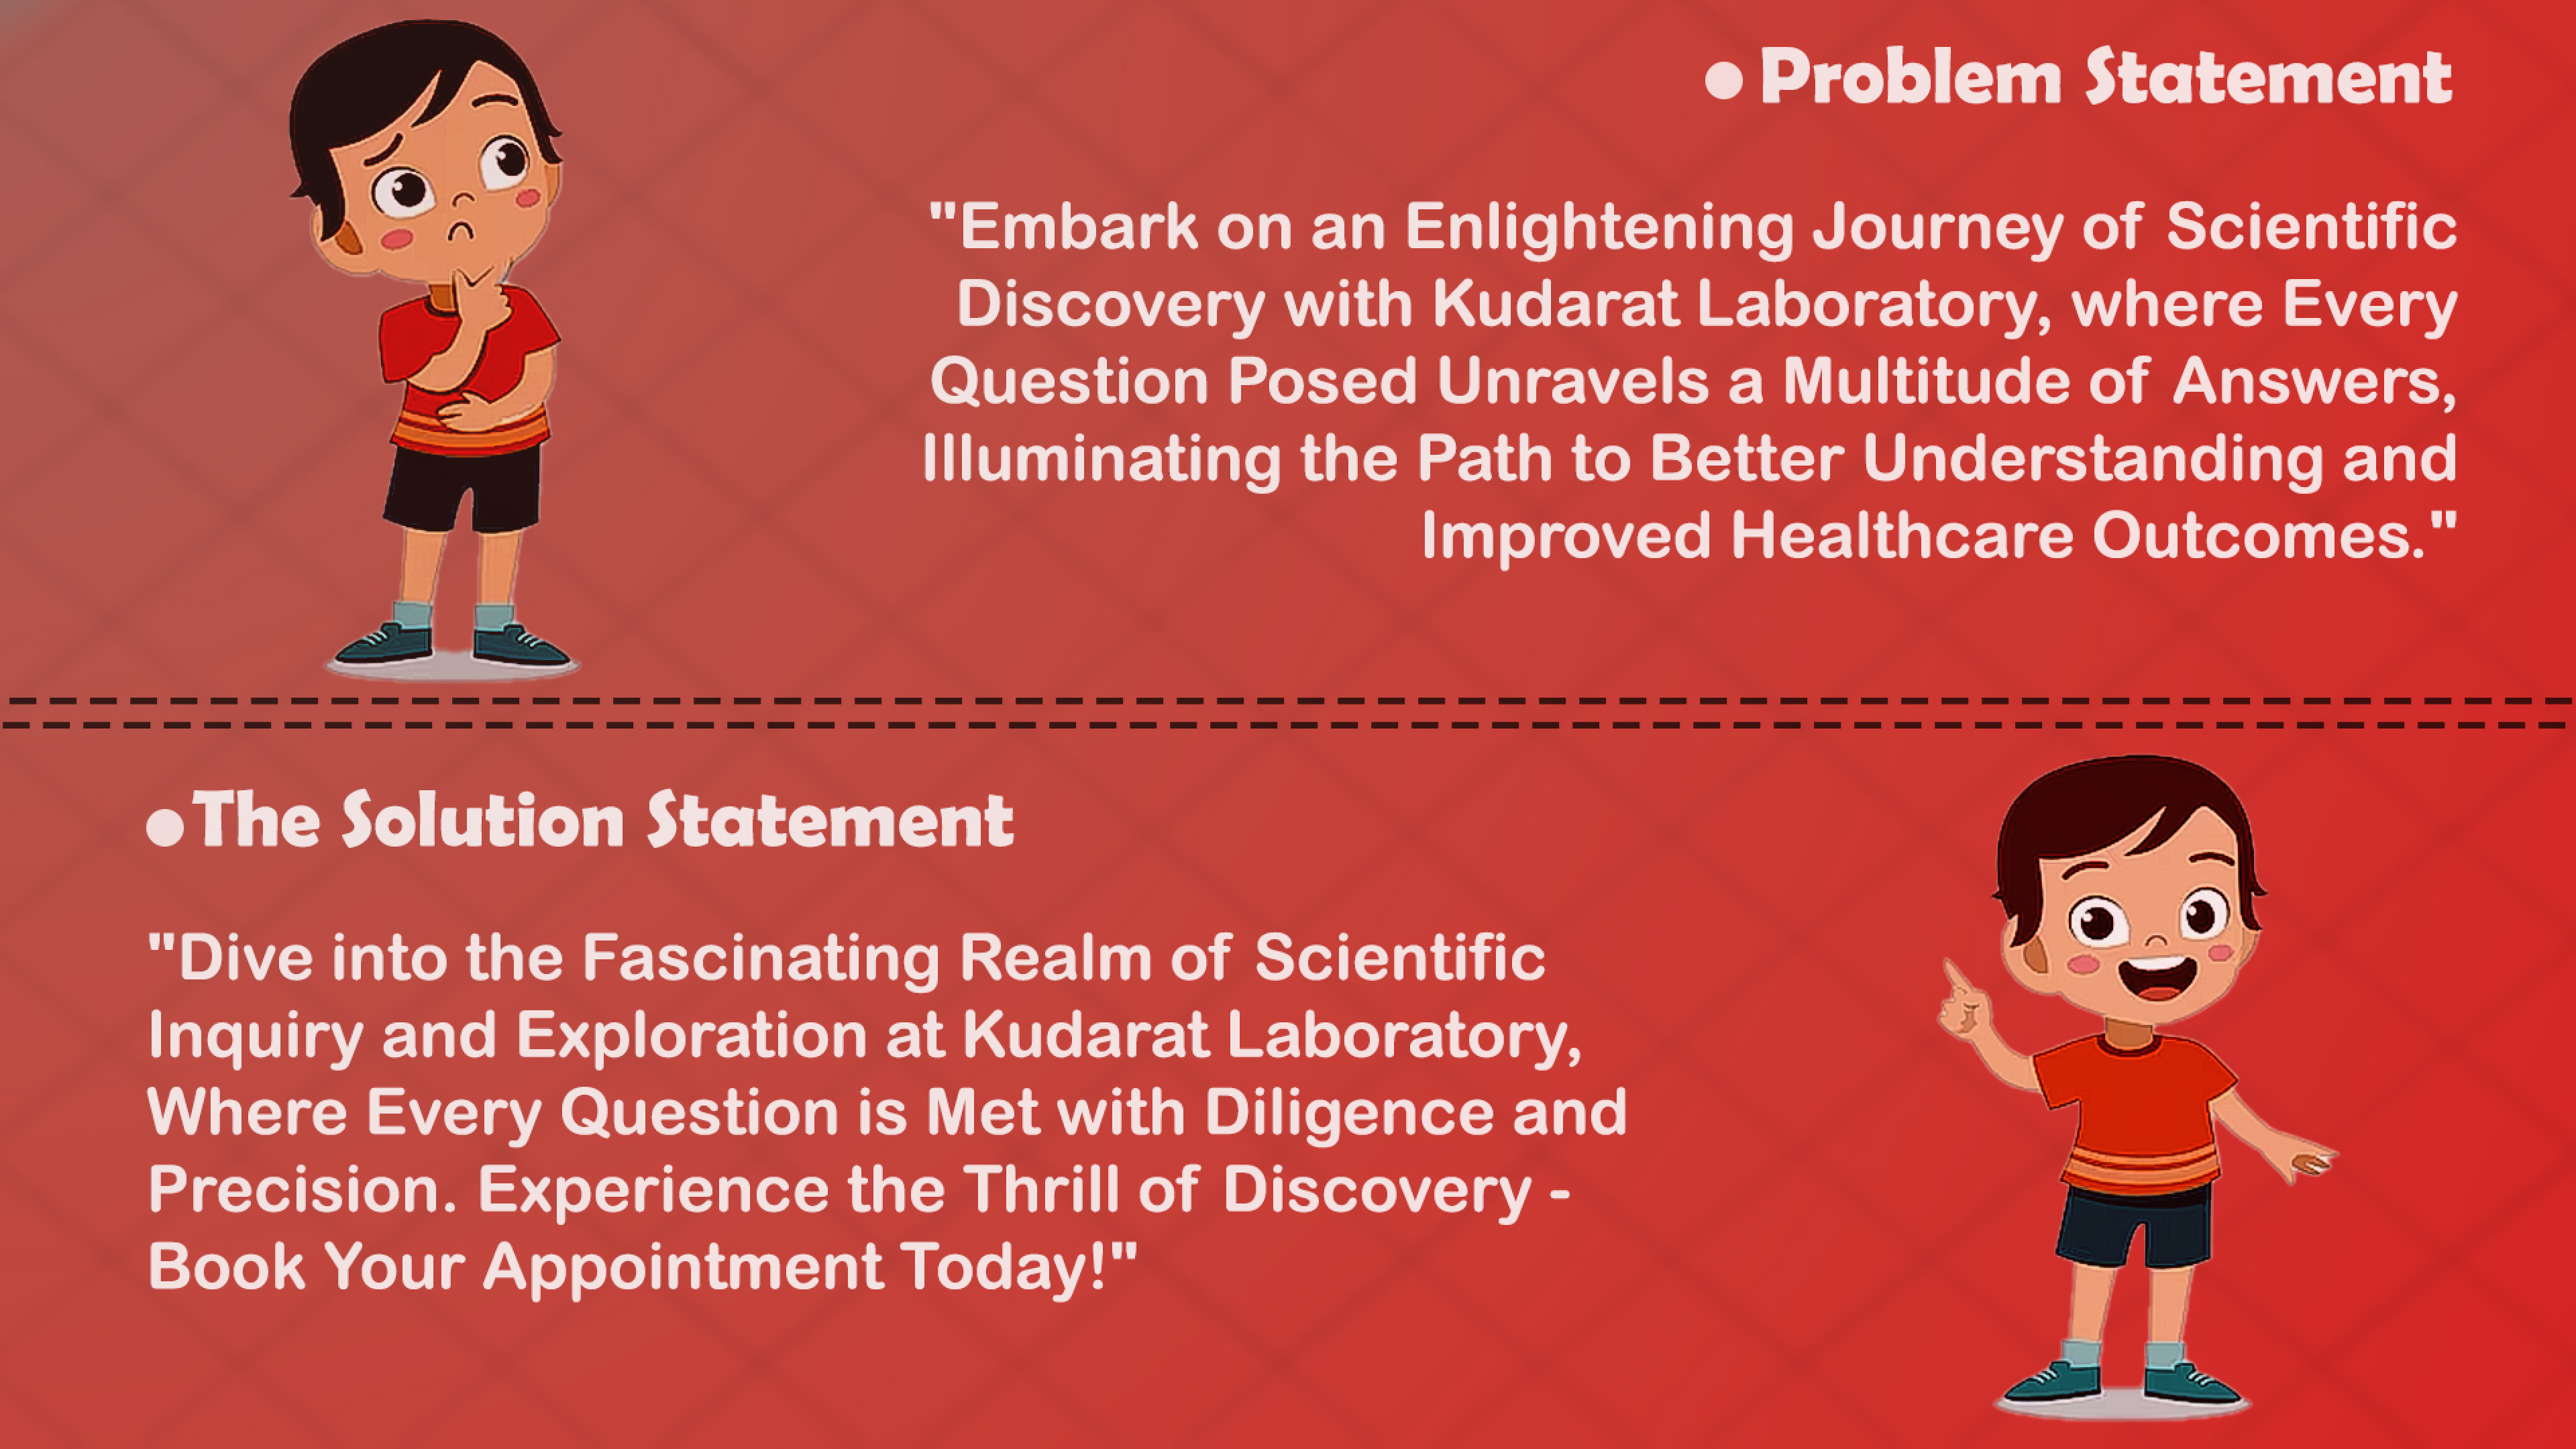 ● Problem Statement
"Embark on an Enlightening Journey of Scientific
Discovery with Kudarat Laboratory, where Every
Question Posed Unravels a Multitude of Answers,
Illuminating the Path to Better Understanding and
Improved Healthcare Outcomes."
●The Solution Statement
"Dive into the Fascinating Realm of Scientific
Inquiry and Exploration at Kudarat Laboratory,
Where Every Question is Met with Diligence and
Precision. Experience the Thrill of Discovery -
Book Your Appointment Today!"